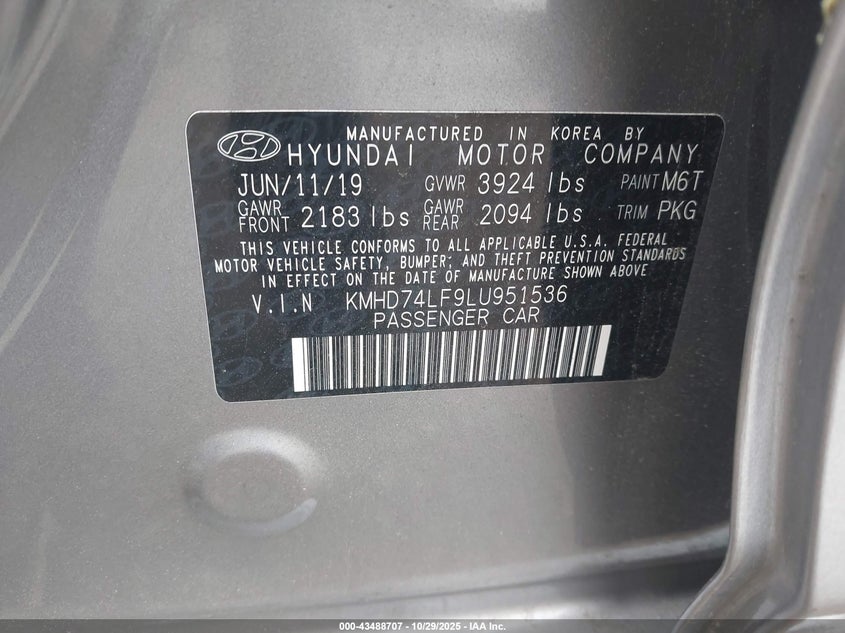 MANUFACTURED IN KOREA BY
HYUNDAI MOTOR COMPANY
JUN/11/19 GVWR 3924 lbs PAINT M6T
GAWR FRONT 2183 lbs GAWR REAR 2094 lbs TRIM PKG
THIS VEHICLE CONFORMS TO ALL APPLICABLE U.S.A. FEDERAL
MOTOR VEHICLE SAFETY, BUMPER, AND THEFT PREVENTION STANDARDS
IN EFFECT ON THE DATE OF MANUFACTURE SHOWN ABOVE
V.I.N KMHD74LF9LU951536
PASSENGER CAR
000-43488707 - 10/29/2025 - IAA Inc.